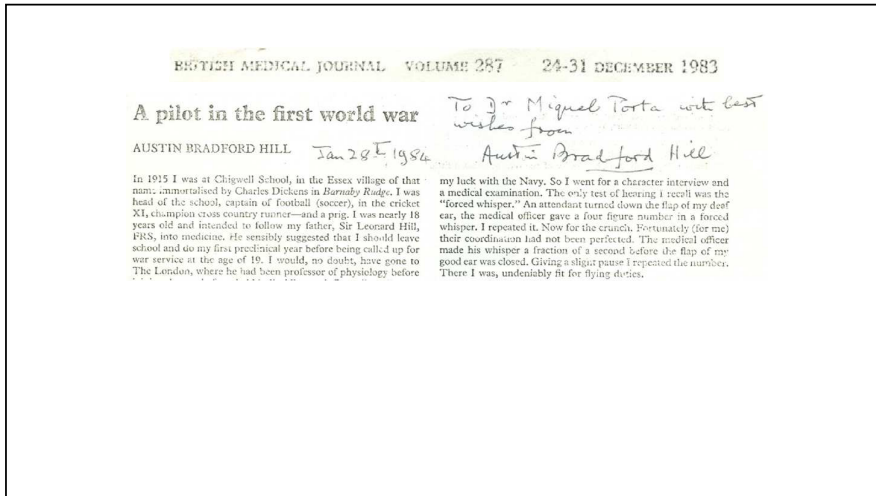 BRITISH MEDICAL JOURNAL VOLUME 287 24-31 DECEMBER 1983
A pilot in the first world war
AUSTIN BRADFORD HILL Jan 28th 1984
To Dr Miquel Porta with best
wishes from
Austin Bradford Hill
In 1915 I was at Chigwell School, in the Essex village of that
name immortalised by Charles Dickens in Barnaby Rudge. I was
head of the school, captain of football (soccer), in the cricket
XI, champion cross country runner—and a prig. I was nearly 18
years old and intended to follow my father, Sir Leonard Hill,
FRS, into medicine. He sensibly suggested that I should leave
school and do my first preclinical year before being called up for
war service at the age of 19. I would, no doubt, have gone to
The London, where he had been professor of physiology before
my luck with the Navy. So I went for a character interview and
a medical examination. The only test of hearing I recall was the
"forced whisper." An attendant turned down the flap of my deaf
ear, the medical officer gave a four figure number in a forced
whisper. I repeated it. Now for the crunch. Fortunately (for me)
their coordination had not been perfected. The medical officer
made his whisper a fraction of a second before the flap of my
good ear was closed. Giving a slight pause I repeated the number.
There I was, undeniably fit for flying duties.